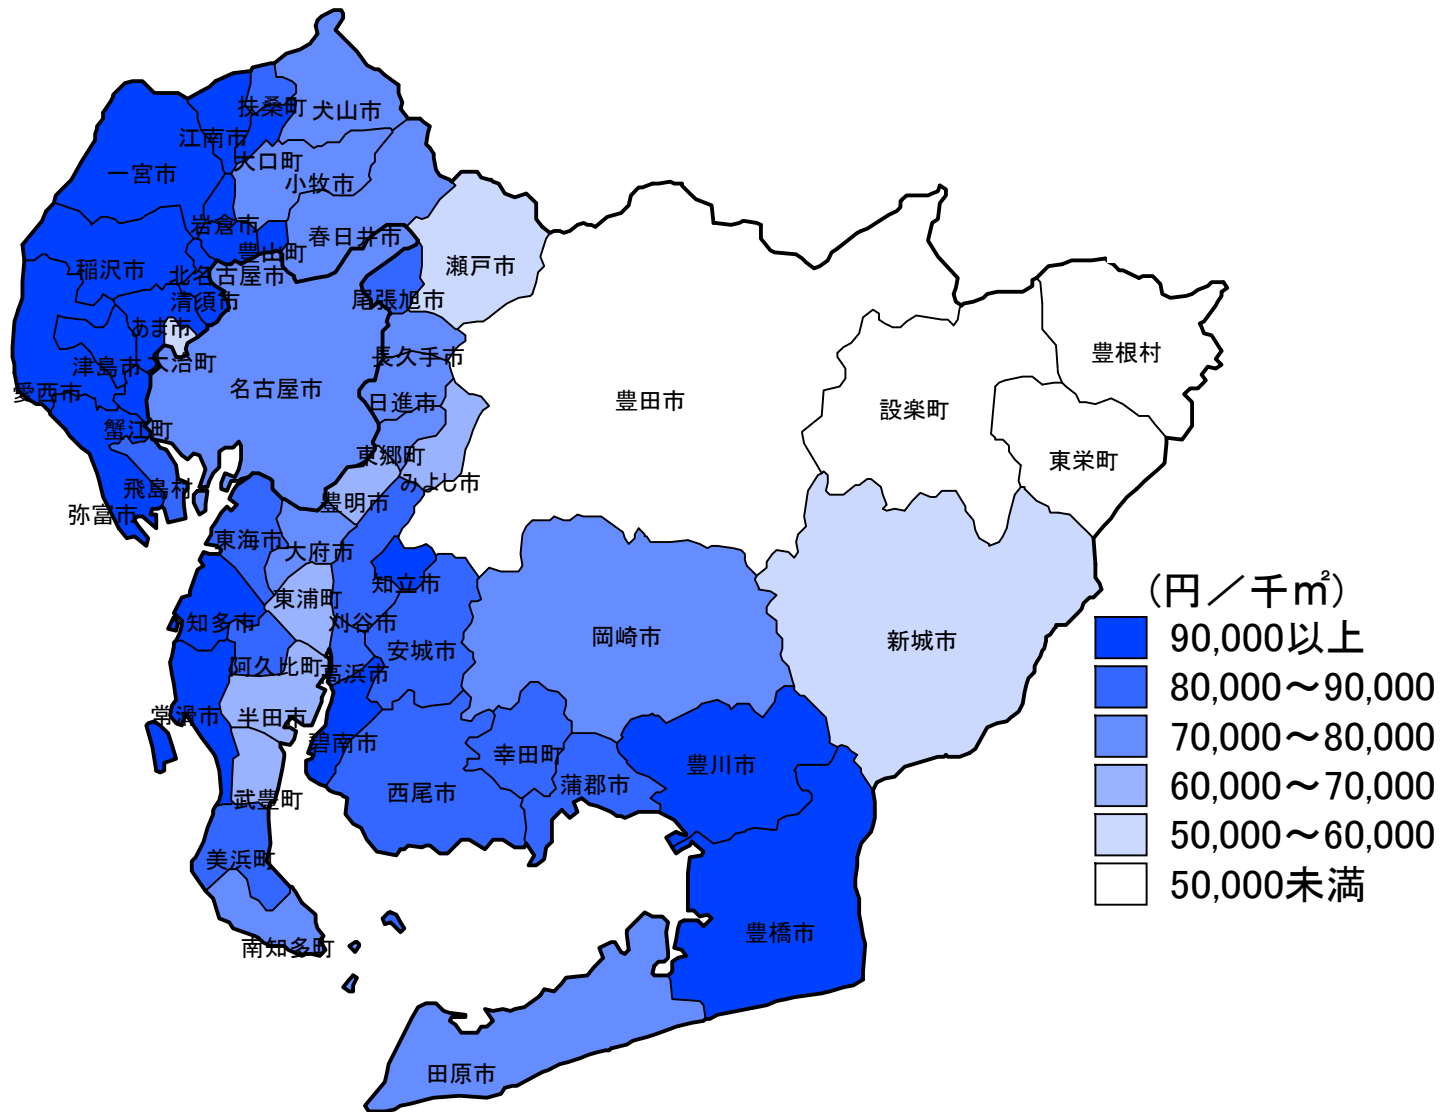 扶桑町
犬山市
江南市
大口町
一宮市
小牧市
岩倉市
春日井市
豊山町
瀬戸市
稲沢市
北名古屋市
清須市
尾張旭市
あま市
豊根村
長久手市
大治町
津島市
愛西市
名古屋市
豊田市
日進市
設楽町
蟹江町
東郷町
東栄町
みよし市
飛島村
豊明市
弥富市
東海市
大府市
知立市
(円／千㎡)
東浦町
知多市
刈谷市
岡崎市
新城市
90,000以上
安城市
阿久比町
高浜市
80,000～90,000
常滑市
半田市
70,000～80,000
碧南市
幸田町
豊川市
蒲郡市
60,000～70,000
西尾市
武豊町
50,000～60,000
美浜町
50,000未満
豊橋市
南知多町
田原市